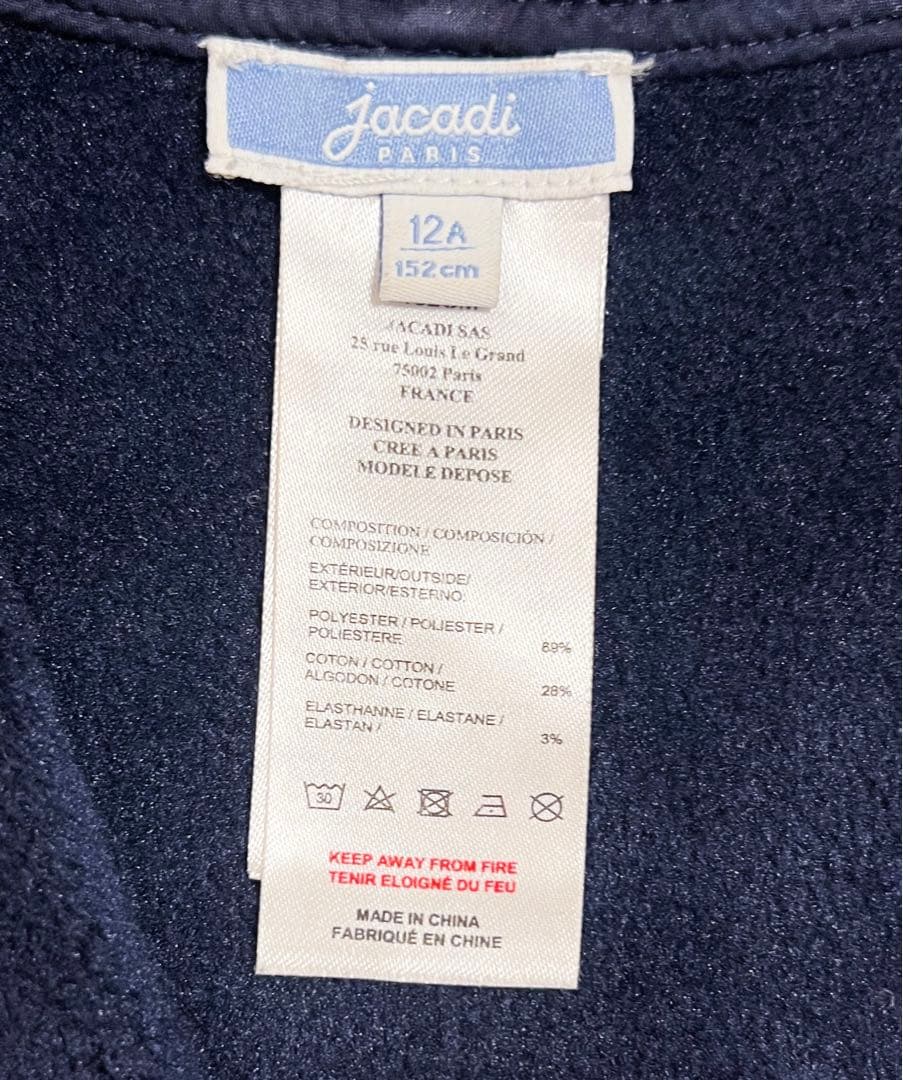 jacadi
PARIS
12A
152cm
JACADI SAS
25 rue Louis Le Grand
75002 Paris
FRANCE
DESIGNED IN PARIS
CREE A PARIS
MODELE DEPOSE
COMPOSITION / COMPOSICIÓN /
COMPOSIZIONE
EXTÉRIEUR/OUTSIDE/
EXTERIOR/ESTERNO:
POLYESTER / POLIESTER /
POLIESTERE
69%
COTON / COTTON /
ALGODON / COTONE
28%
ELASTHANNE / ELASTANE /
ELASTAN /
3%
30
KEEP AWAY FROM FIRE
TENIR ELOIGNÉ DU FEU
MADE IN CHINA
FABRIQUÉ EN CHINE